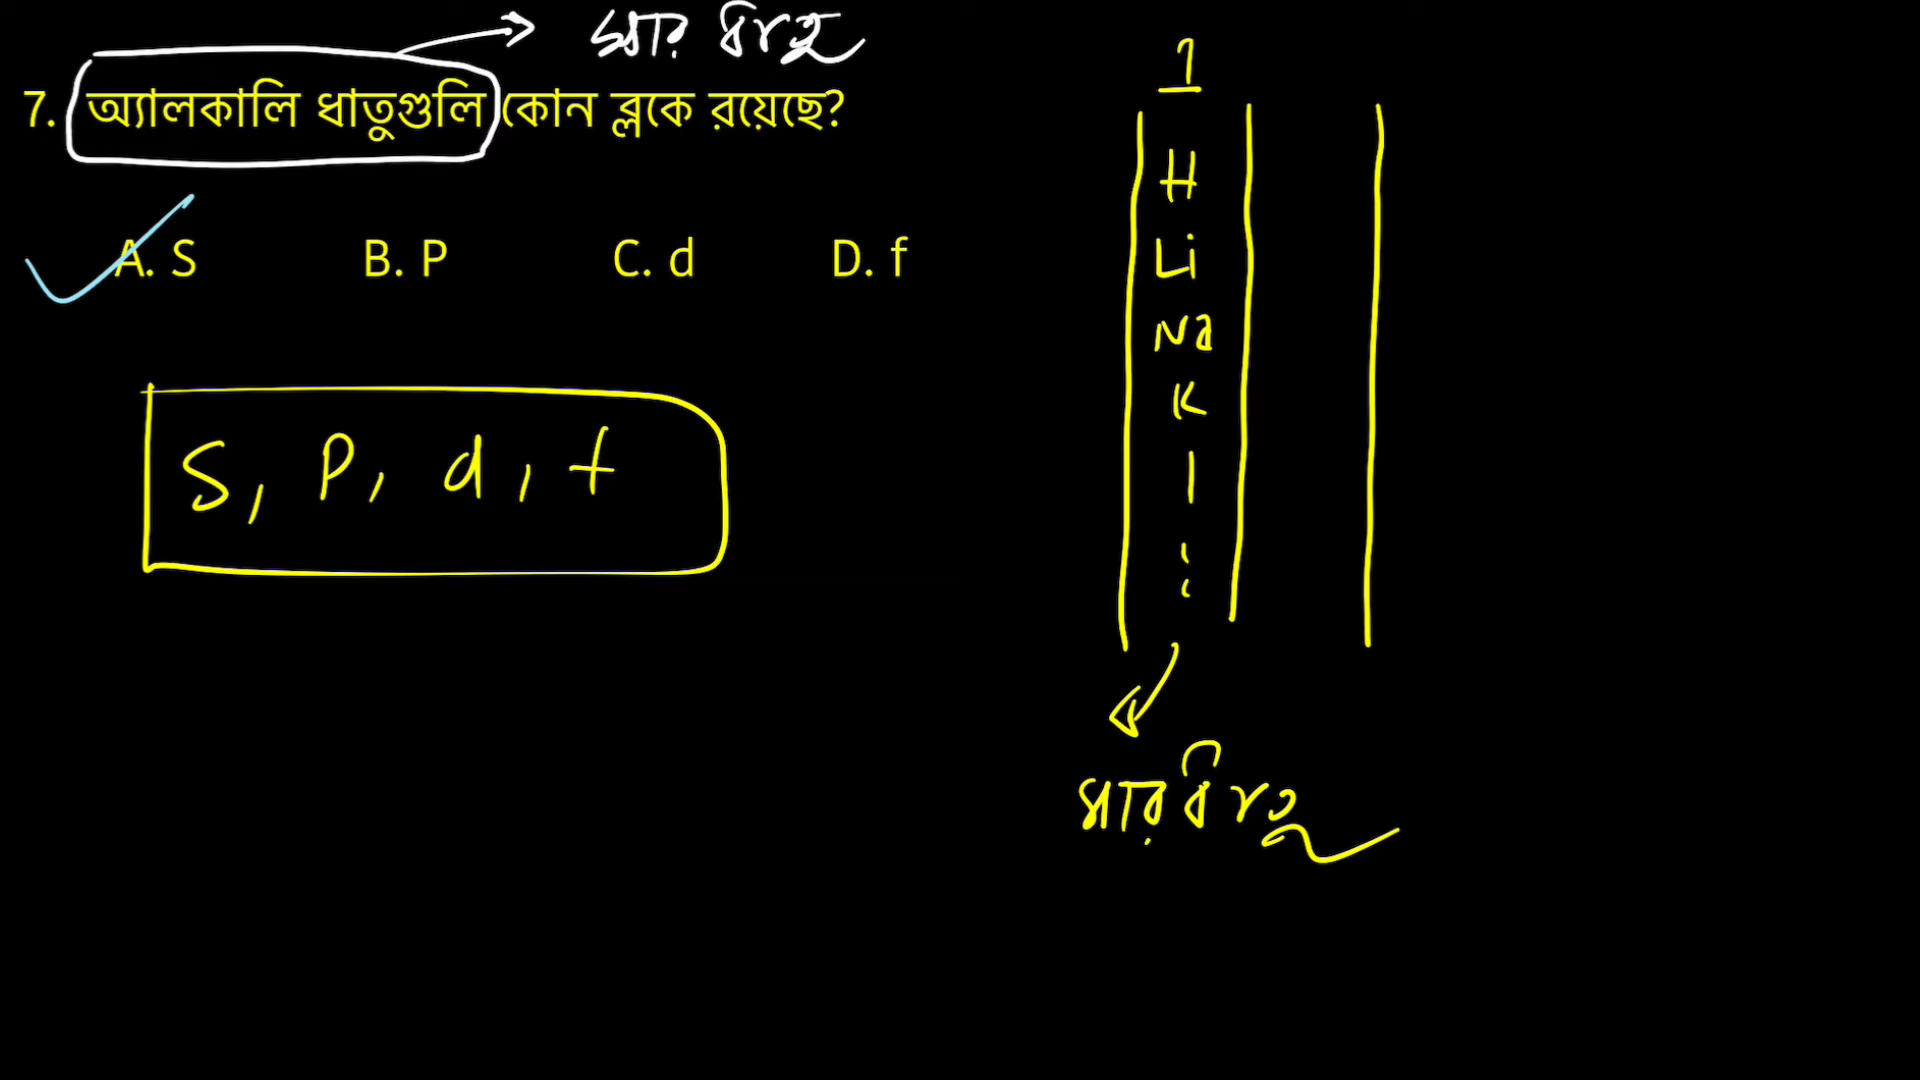 ক্ষার ধাতু
7. অ্যালকালি ধাতুগুলি কোন ব্লকে রয়েছে?
A. S B. P C. d D. f
S, P, d, f
1
H
Li
Na
K
ক্ষার ধাতু